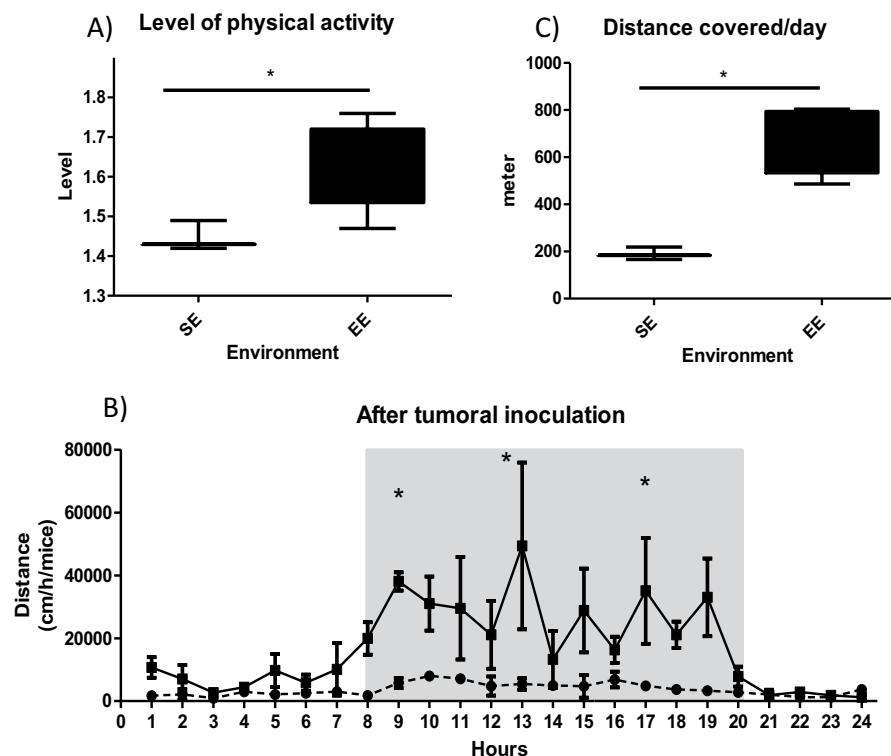 A)
Level of physical activity
*
1.8
1.7
1.6
1.5
1.4
1.3
Level
SE
EE
Environment
C)
Distance covered/day
*
1000
800
600
400
200
0
meter
SE
EE
Environment
B)
After tumoral inoculation
80000
60000
40000
20000
0
Distance
(cm/h/mice)
* * *
0 1 2 3 4 5 6 7 8 9 10 11 12 13 14 15 16 17 18 19 20 21 22 23 24
Hours